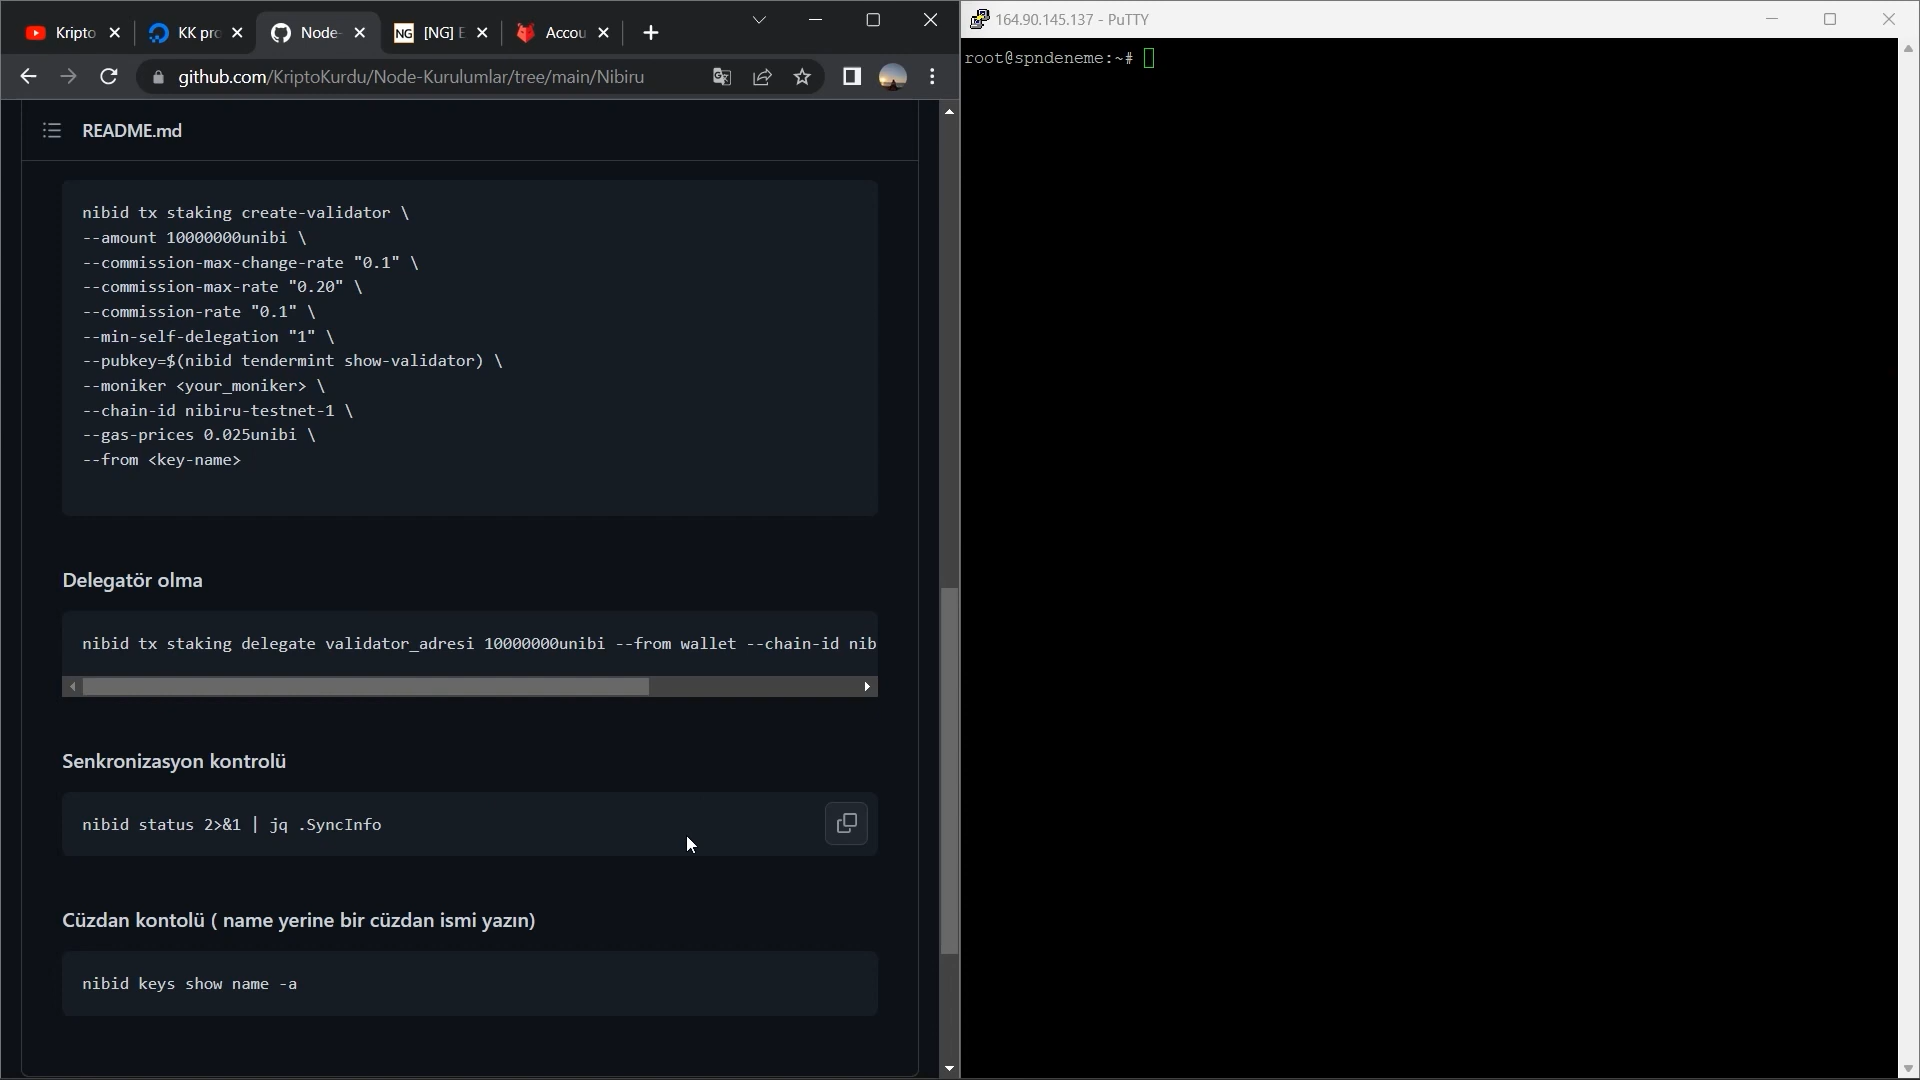 Kripto
KK pro
Node-
NG
[NG] E
Accou
164.90.145.137 - PuTTY
github.com/KriptoKurdu/Node-Kurulumlar/tree/main/Nibiru
root@spndeneme:~#
README.md
nibid tx staking create-validator \
--amount 10000000unibi \
--commission-max-change-rate "0.1" \
--commission-max-rate "0.20" \
--commission-rate "0.1" \
--min-self-delegation "1" \
--pubkey=$(nibid tendermint show-validator) \
--moniker <your_moniker> \
--chain-id nibiru-testnet-1 \
--gas-prices 0.025unibi \
--from <key-name>
Delegatör olma
nibid tx staking delegate validator_adresi 10000000unibi --from wallet --chain-id nib
Senkronizasyon kontrolü
nibid status 2>&1 | jq .SyncInfo
Cüzdan kontolü ( name yerine bir cüzdan ismi yazın)
nibid keys show name -a